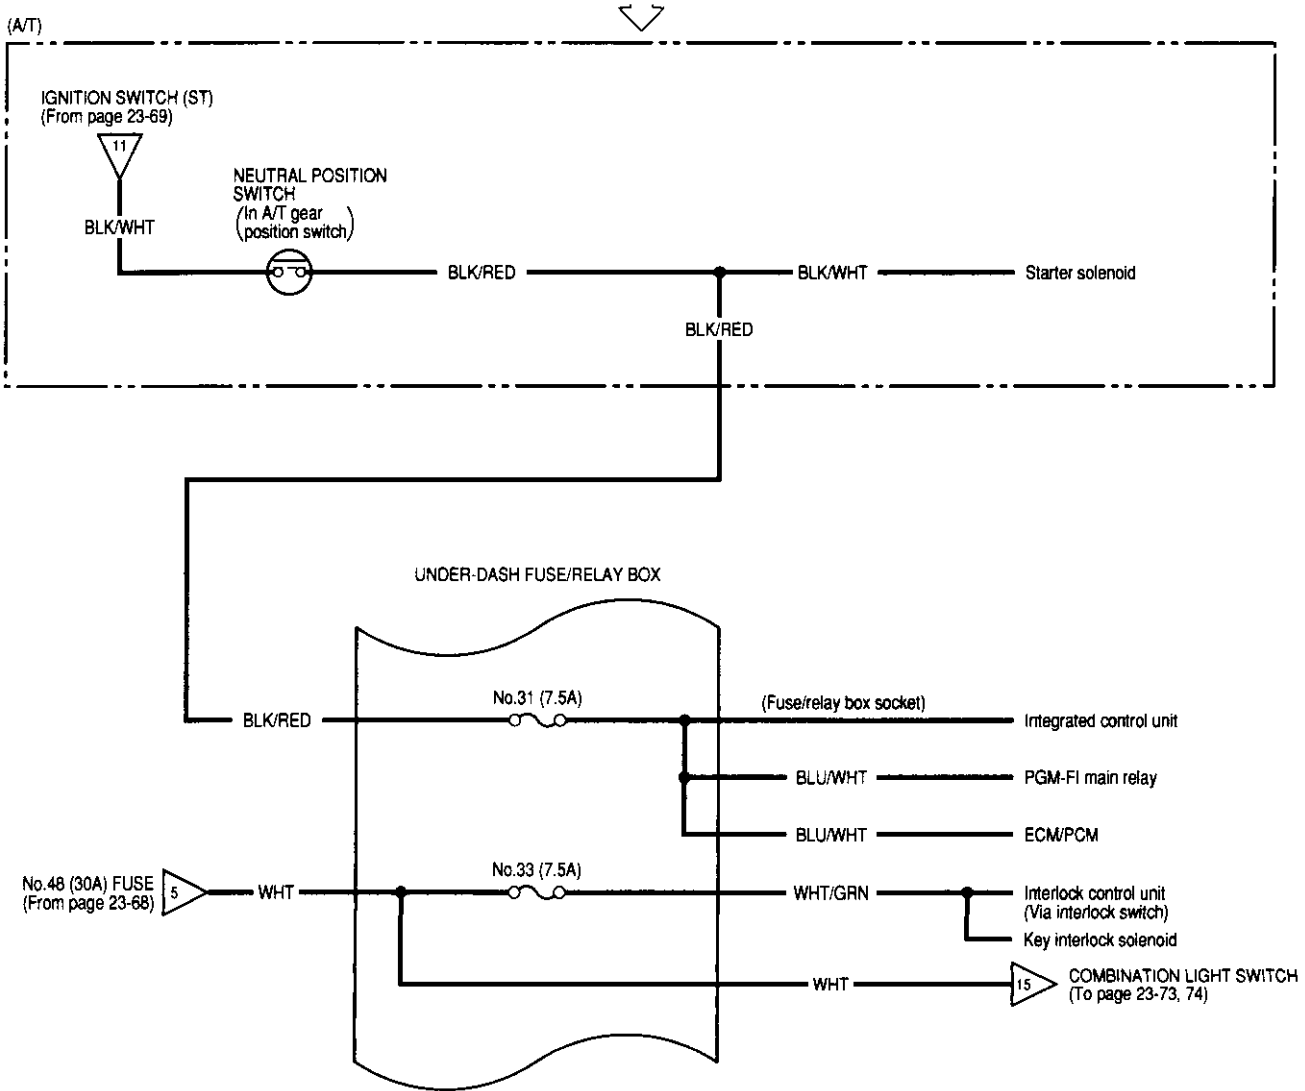 (A/T)
IGNITION SWITCH (ST)
(From page 23-69)
11
BLK/WHT
NEUTRAL POSITION
SWITCH
(In A/T gear
position switch)
BLK/RED
BLK/WHT
Starter solenoid
BLK/RED
UNDER-DASH FUSE/RELAY BOX
BLK/RED
No.31 (7.5A)
(Fuse/relay box socket)
Integrated control unit
BLU/WHT
PGM-FI main relay
BLU/WHT
ECM/PCM
No.48 (30A) FUSE
(From page 23-68)
5
WHT
No.33 (7.5A)
WHT/GRN
Interlock control unit
(Via interlock switch)
Key interlock solenoid
WHT
15
COMBINATION LIGHT SWITCH
(To page 23-73, 74)